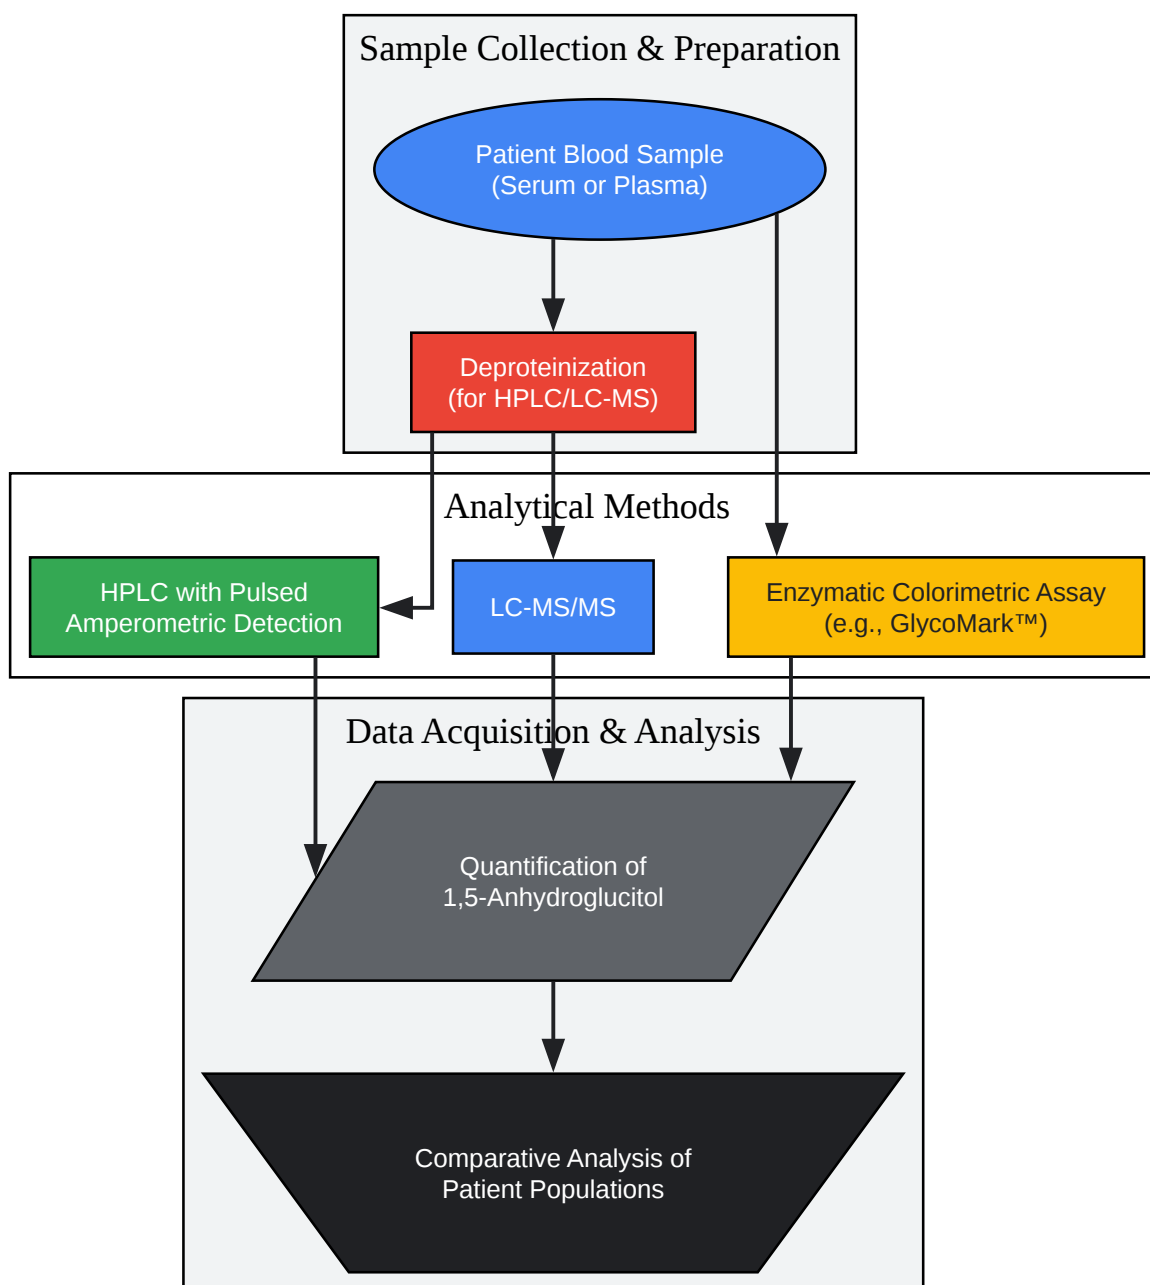 Sample Collection & Preparation
Patient Blood Sample
(Serum or Plasma)
Deproteinization
(for HPLC/LC-MS)
Analytical Methods
HPLC with Pulsed
Amperometric Detection
LC-MS/MS
Enzymatic Colorimetric Assay
(e.g., GlycoMark™)
Data Acquisition & Analysis
Quantification of
1,5-Anhydroglucitol
Comparative Analysis of
Patient Populations